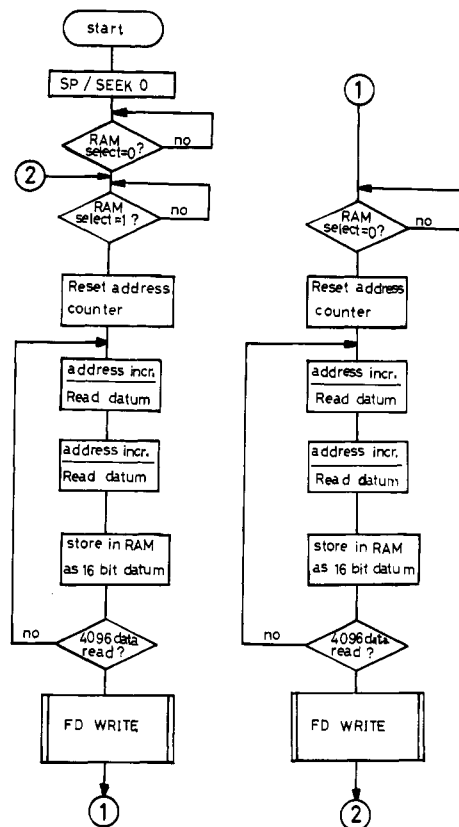 start
SP / SEEK 0
RAM
select=0?
no
2
RAM
select=1?
no
Reset address
counter
address incr.
Read datum
address incr.
Read datum
store in RAM
as 16 bit datum
no
4096 data
read?
FD WRITE
1
1
RAM
select=0?
no
Reset address
counter
address incr.
Read datum
address incr.
Read datum
store in RAM
as 16 bit datum
no
4096 data
read?
FD WRITE
2